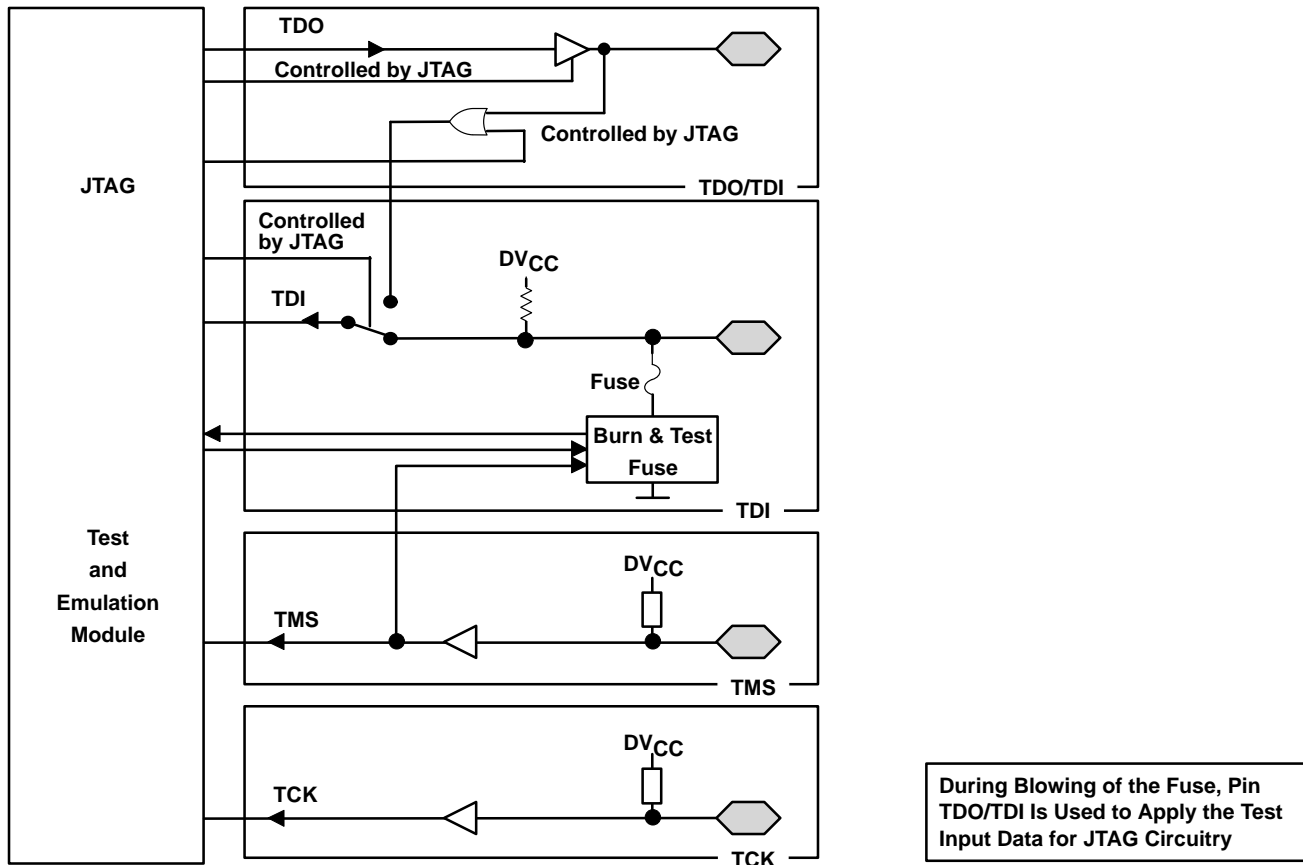 TDO
Controlled by JTAG
Controlled by JTAG
TDO/TDI
JTAG
Controlled
by JTAG
DVCC
TDI
Fuse
Burn & Test
Fuse
TDI
Test
and
Emulation
Module
DVCC
TMS
TMS
DVCC
TCK
TCK
During Blowing of the Fuse, Pin
TDO/TDI Is Used to Apply the Test
Input Data for JTAG Circuitry